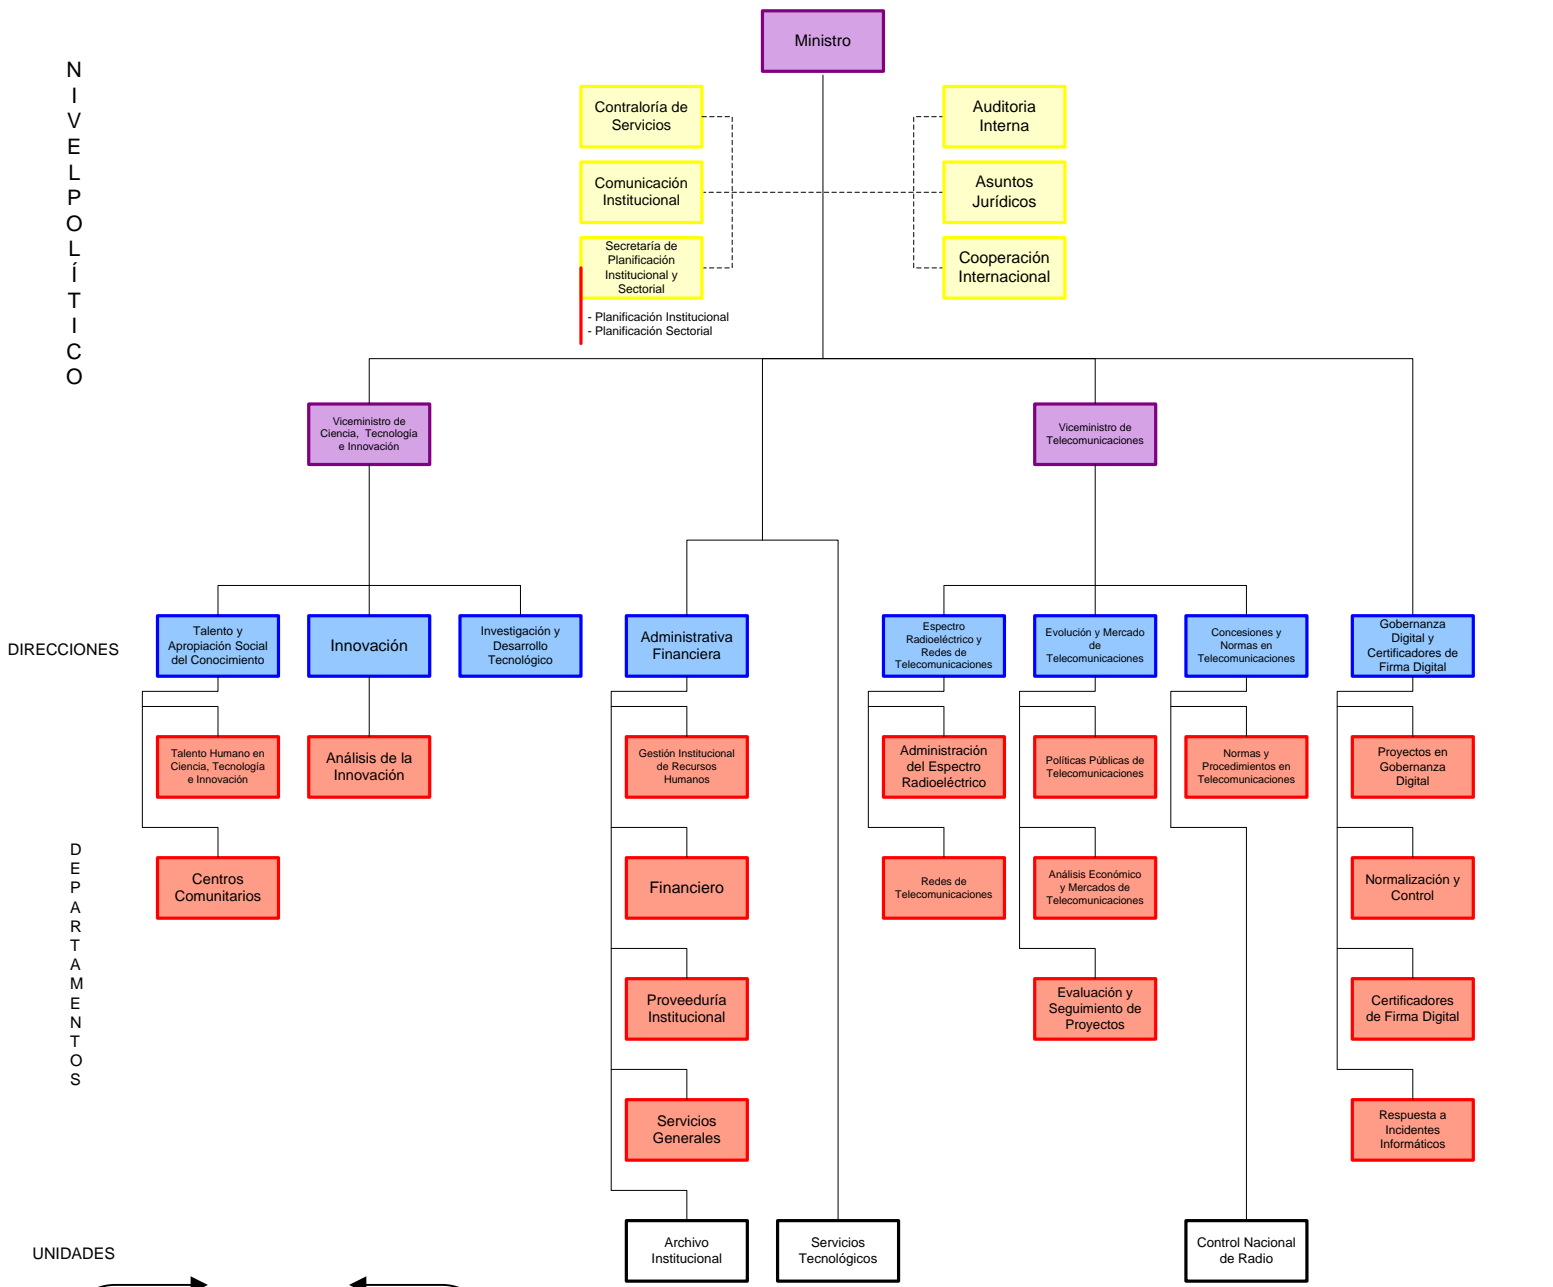 Ministro
NIVEL POLÍTICO
Contraloría de
Servicios
Auditoria
Interna
Comunicación
Institucional
Asuntos
Jurídicos
Secretaría de
Planificación
Institucional y
Sectorial
Cooperación
Internacional
- Planificación Institucional
- Planificación Sectorial
Viceministro de
Ciencia, Tecnología
e Innovación
Viceministro de
Telecomunicaciones
DIRECCIONES
Talento y
Apropiación Social
del Conocimiento
Innovación
Investigación y
Desarrollo
Tecnológico
Administrativa
Financiera
Espectro
Radioeléctrico y
Redes de
Telecomunicaciones
Evolución y Mercado
de
Telecomunicaciones
Concesiones y
Normas en
Telecomunicaciones
Gobernanza
Digital y
Certificadores de
Firma Digital
DEPARTAMENTOS
Talento Humano en
Ciencia, Tecnología
e Innovación
Análisis de la
Innovación
Gestión Institucional
de Recursos
Humanos
Administración
del Espectro
Radioeléctrico
Políticas Públicas de
Telecomunicaciones
Normas y
Procedimientos en
Telecomunicaciones
Proyectos en
Gobernanza
Digital
Centros
Comunitarios
Financiero
Redes de
Telecomunicaciones
Análisis Económico
y Mercados de
Telecomunicaciones
Normalización y
Control
Proveeduría
Institucional
Evaluación y
Seguimiento de
Proyectos
Certificadores
de Firma Digital
Servicios
Generales
Respuesta a
Incidentes
Informáticos
UNIDADES
Archivo
Institucional
Servicios
Tecnológicos
Control Nacional
de Radio